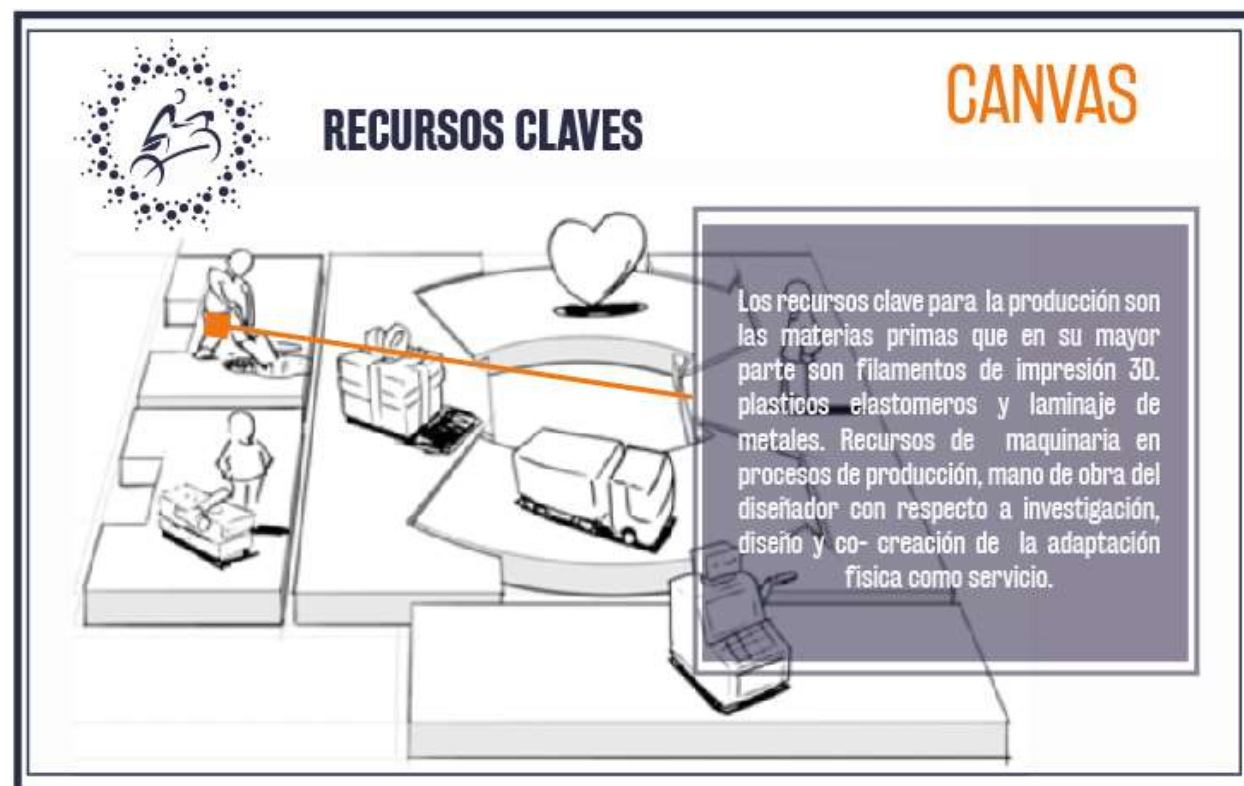 RECURSOS CLAVES
CANVAS
Los recursos clave para la producción son
las materias primas que en su mayor
parte son filamentos de impresión 3D.
plasticos elastomeros y laminaje de
metales. Recursos de maquinaria en
procesos de producción, mano de obra del
diseñador con respecto a investigación,
diseño y co- creación de la adaptación
física como servicio.